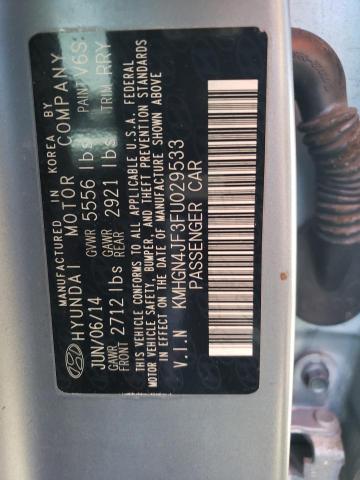 MANUFACTURED IN KOREA BY
HYUNDAI MOTOR COMPANY
JUN/06/14 GVWR 5556 lbs PAINT V6S
GAWR FRONT 2712 lbs GAWR REAR 2921 lbs TRIM RRY
THIS VEHICLE CONFORMS TO ALL APPLICABLE U.S.A. FEDERAL
MOTOR VEHICLE SAFETY, BUMPER, AND THEFT PREVENTION STANDARDS
IN EFFECT ON THE DATE OF MANUFACTURE SHOWN ABOVE
V.I.N KMHGN4JF3FU029533
PASSENGER CAR